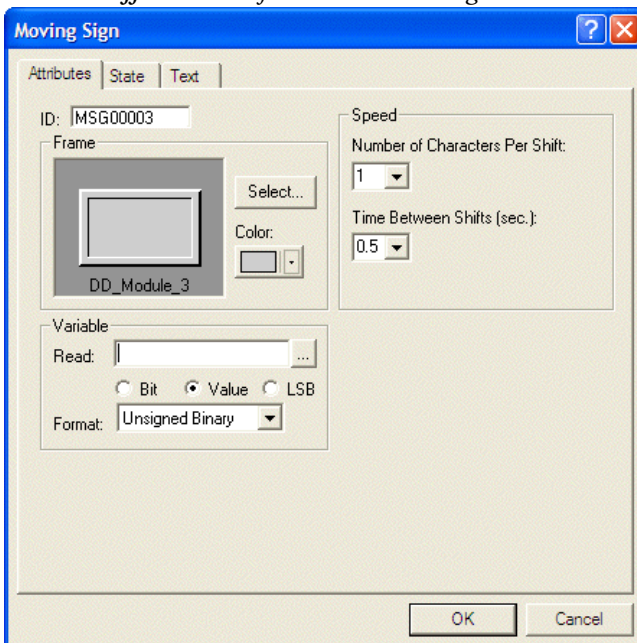 Moving Sign
Attributes State Text
ID: MSG00003
Frame
Select...
Color:
DD_Module_3
Speed
Number of Characters Per Shift:
1
Time Between Shifts (sec.):
0.5
Variable
Read: ...
Bit Value LSB
Format: Unsigned Binary
OK Cancel